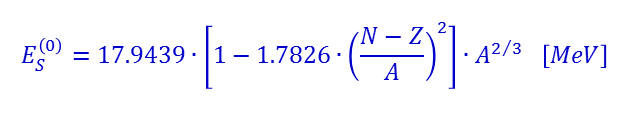 E_S^{(0)} = 17.9439 · [1 − 1.7826 · ((N − Z)/A)^2] · A^{2/3} [MeV]